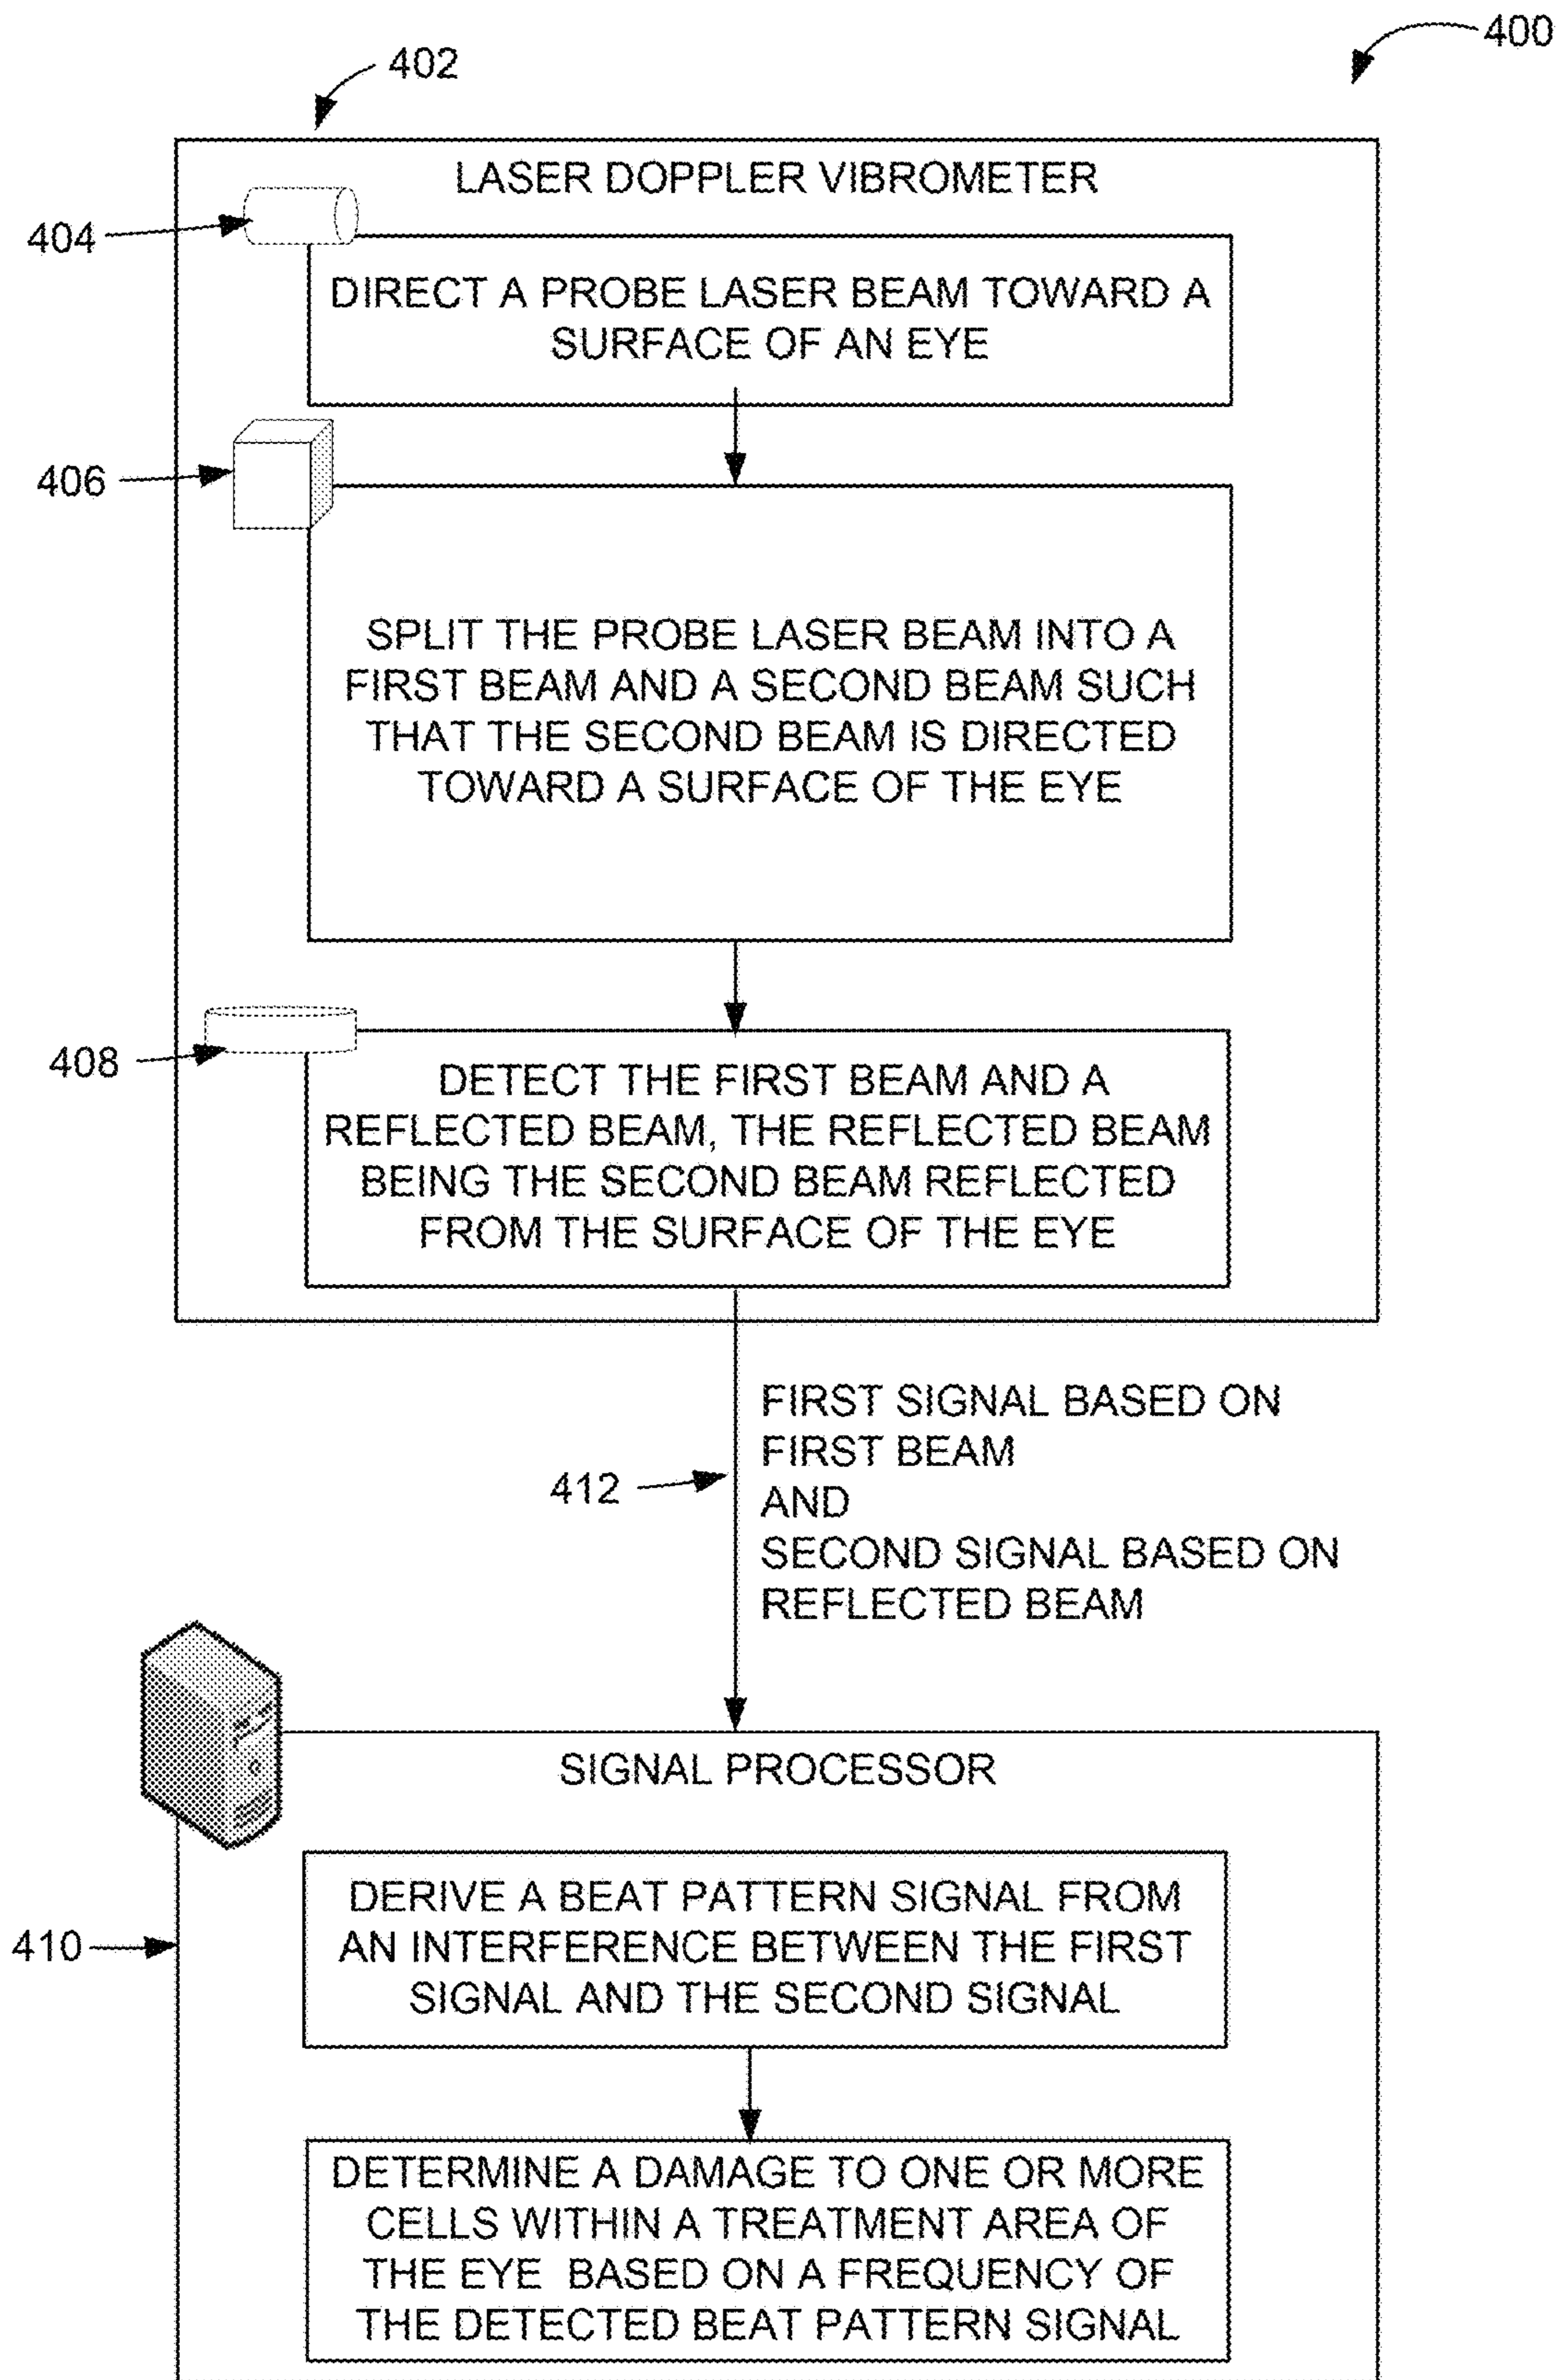 400
402
LASER DOPPLER VIBROMETER
404
DIRECT A PROBE LASER BEAM TOWARD A
SURFACE OF AN EYE
406
SPLIT THE PROBE LASER BEAM INTO A
FIRST BEAM AND A SECOND BEAM SUCH
THAT THE SECOND BEAM IS DIRECTED
TOWARD A SURFACE OF THE EYE
408
DETECT THE FIRST BEAM AND A
REFLECTED BEAM, THE REFLECTED BEAM
BEING THE SECOND BEAM REFLECTED
FROM THE SURFACE OF THE EYE
412
FIRST SIGNAL BASED ON
FIRST BEAM
AND
SECOND SIGNAL BASED ON
REFLECTED BEAM
SIGNAL PROCESSOR
410
DERIVE A BEAT PATTERN SIGNAL FROM
AN INTERFERENCE BETWEEN THE FIRST
SIGNAL AND THE SECOND SIGNAL
DETERMINE A DAMAGE TO ONE OR MORE
CELLS WITHIN A TREATMENT AREA OF
THE EYE BASED ON A FREQUENCY OF
THE DETECTED BEAT PATTERN SIGNAL